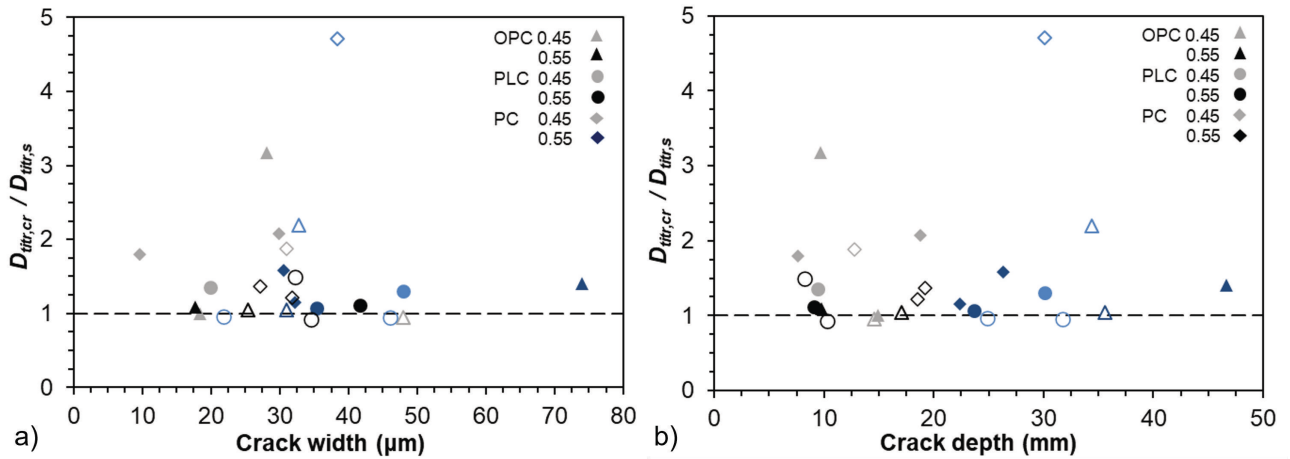 5
4
3
2
1
0
D_titr,cr / D_titr,s
OPC 0.45
0.55
PLC 0.45
0.55
PC 0.45
0.55
0 10 20 30 40 50 60 70 80
a) Crack width (µm)
5
4
3
2
1
0
D_titr,cr / D_titr,s
OPC 0.45
0.55
PLC 0.45
0.55
PC 0.45
0.55
0 10 20 30 40 50
b) Crack depth (mm)